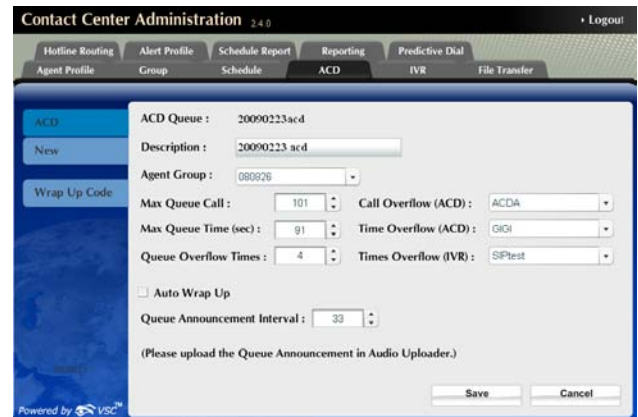 Contact Center Administration 2.4.0
Logout
Hotline Routing Alert Profile Schedule Report Reporting Predictive Dial
Agent Profile Group Schedule ACD IVR File Transfer
ACD
New
Wrap Up Code
ACD Queue : 20090223acd
Description : 20090223 acd
Agent Group : 080826
Max Queue Call : 101 Call Overflow (ACD) : ACDA
Max Queue Time (sec) : 91 Time Overflow (ACD) : GIGI
Queue Overflow Times : 4 Times Overflow (IVR) : SIPtest
Auto Wrap Up
Queue Announcement Interval : 33
(Please upload the Queue Announcement in Audio Uploader.)
Save Cancel
Powered by VSC™